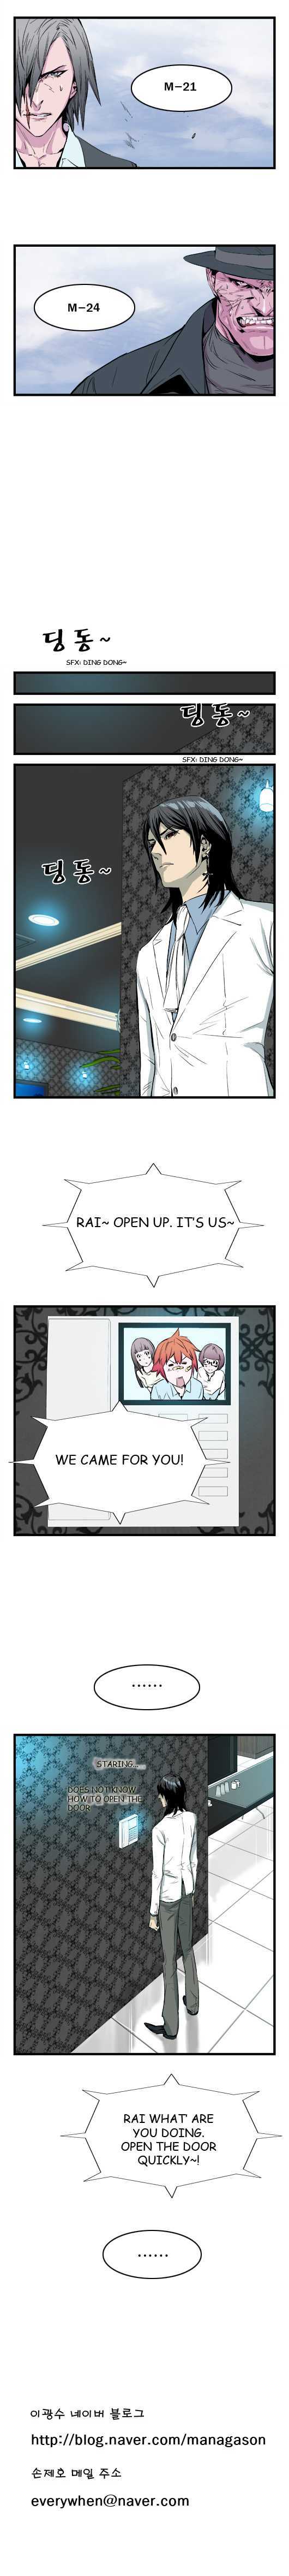 M-21
M-24
딩동~
SFX: DING DONG~
딩동~
SFX: DING DONG~
딩동~
RAI~ OPEN UP. IT'S US~
WE CAME FOR YOU!
......
STARING...
DOES NOT KNOW
HOW TO OPEN THE
DOOR
RAI WHAT' ARE
YOU DOING.
OPEN THE DOOR
QUICKLY~!
......
이광수 네이버 블로그
http://blog.naver.com/managason
손제호 메일 주소
everywhen@naver.com